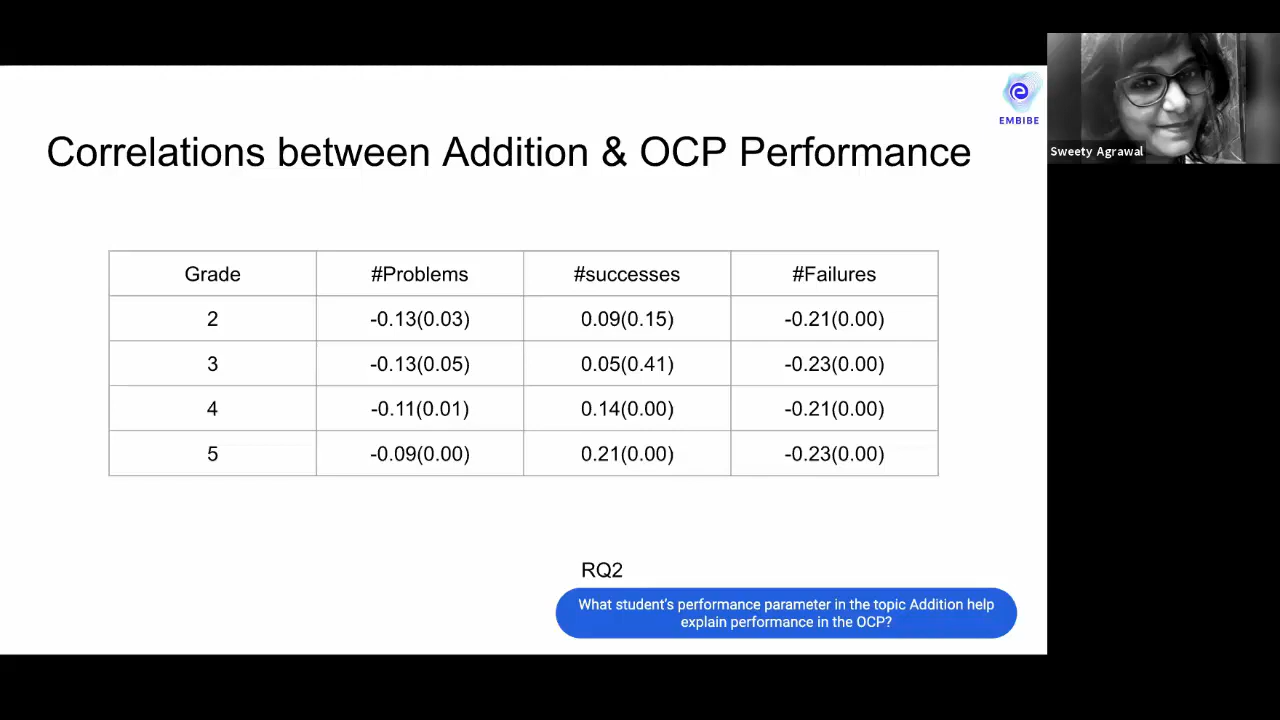 EMBIBE
Sweety Agrawal
Correlations between Addition & OCP Performance
Grade #Problems #successes #Failures
2 -0.13(0.03) 0.09(0.15) -0.21(0.00)
3 -0.13(0.05) 0.05(0.41) -0.23(0.00)
4 -0.11(0.01) 0.14(0.00) -0.21(0.00)
5 -0.09(0.00) 0.21(0.00) -0.23(0.00)
RQ2
What student's performance parameter in the topic Addition help
explain performance in the OCP?